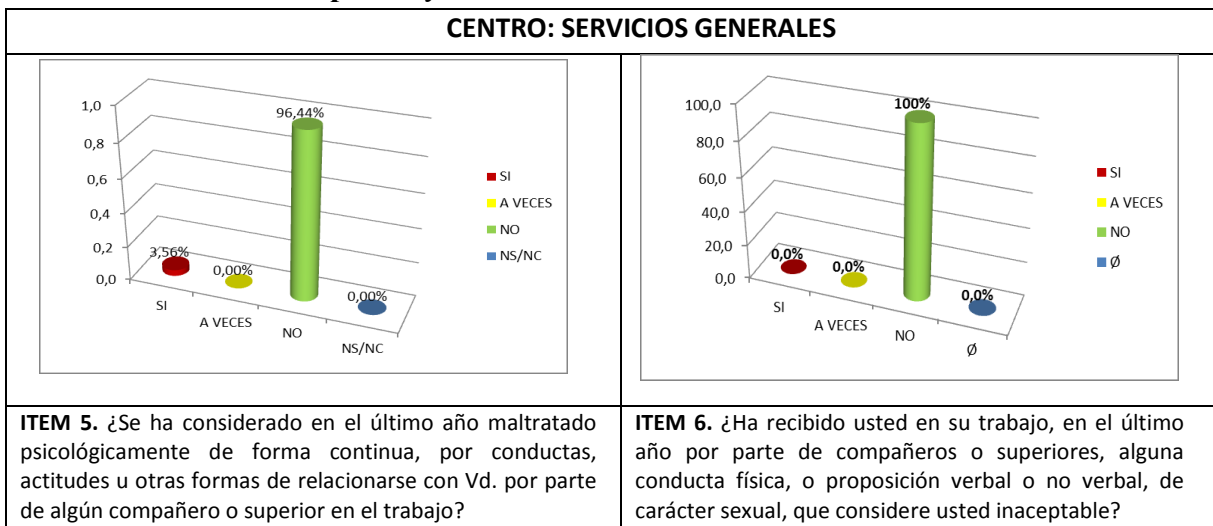 CENTRO: SERVICIOS GENERALES
1,0
0,8
0,6
0,4
0,2
0,0
3,56%
0,00%
96,44%
0,00%
SI
A VECES
NO
NS/NC
SI
A VECES
NO
NS/NC
100,0
80,0
60,0
40,0
20,0
0,0
0,0%
0,0%
100%
0,0%
SI
A VECES
NO
Ø
SI
A VECES
NO
Ø
ITEM 5. ¿Se ha considerado en el último año maltratado
psicológicamente de forma continua, por conductas,
actitudes u otras formas de relacionarse con Vd. por parte
de algún compañero o superior en el trabajo?
ITEM 6. ¿Ha recibido usted en su trabajo, en el último
año por parte de compañeros o superiores, alguna
conducta física, o proposición verbal o no verbal, de
carácter sexual, que considere usted inaceptable?